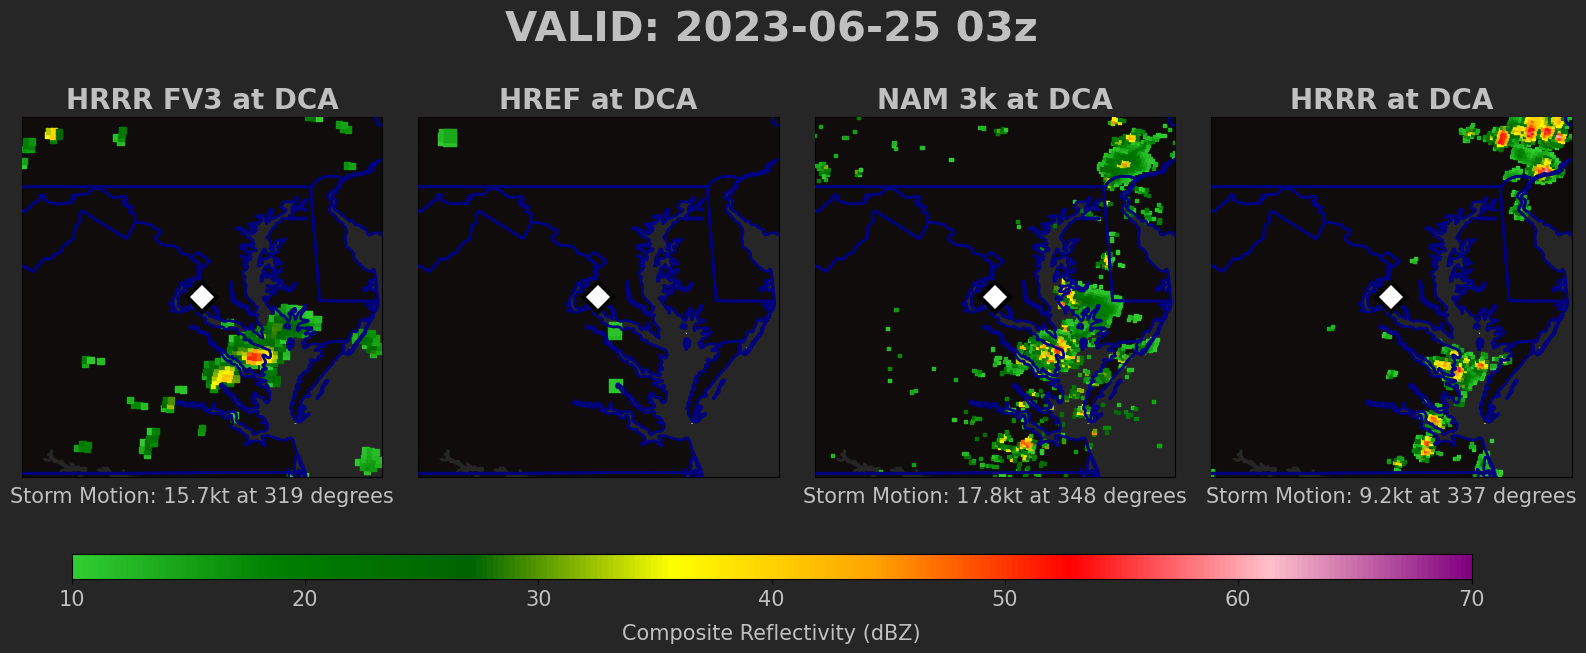 VALID: 2023-06-25 03z
HRRR FV3 at DCA
HREF at DCA
NAM 3k at DCA
HRRR at DCA
Storm Motion: 15.7kt at 319 degrees
Storm Motion: 17.8kt at 348 degrees
Storm Motion: 9.2kt at 337 degrees
10 20 30 40 50 60 70
Composite Reflectivity (dBZ)